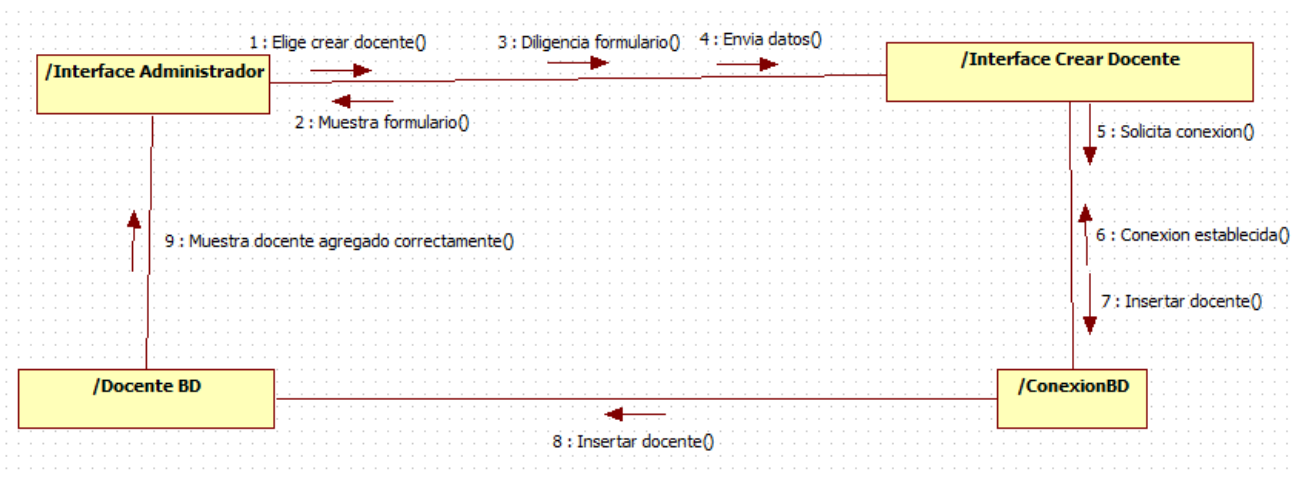 1 : Elige crear docente()
3 : Diligencia formulario()
4 : Envia datos()
/Interface Administrador
/Interface Crear Docente
2 : Muestra formulario()
5 : Solicita conexion()
9 : Muestra docente agregado correctamente()
6 : Conexion establecida()
7 : Insertar docente()
/Docente BD
/ConexionBD
8 : Insertar docente()